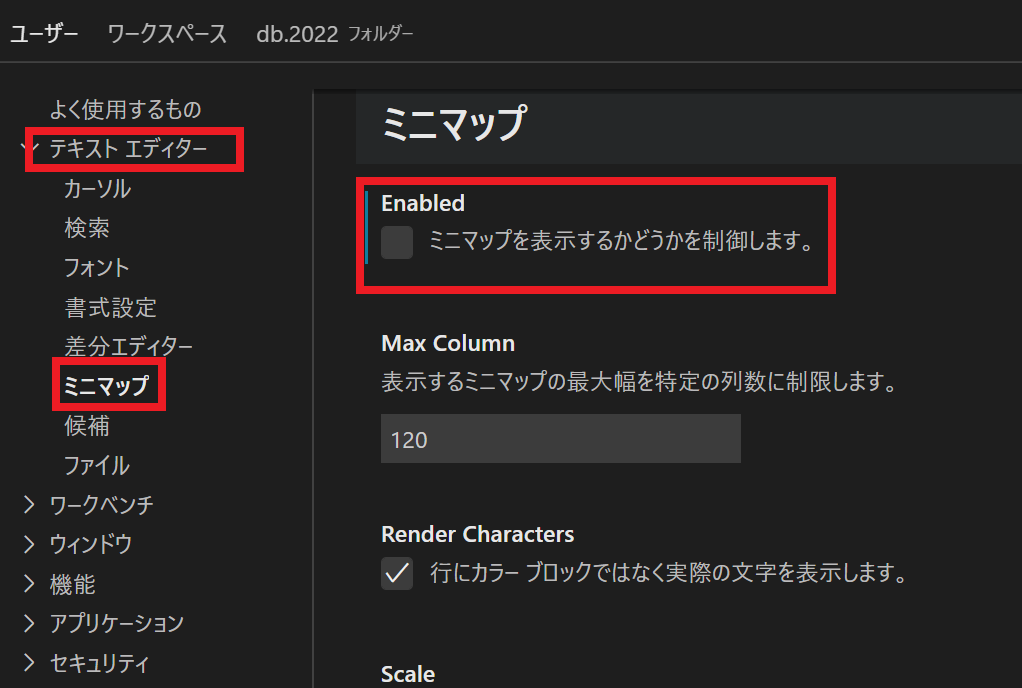 ユーザー ワークスペース db.2022 フォルダー
よく使用するもの
テキスト エディター
カーソル
検索
フォント
書式設定
差分エディター
ミニマップ
候補
ファイル
ワークベンチ
ウィンドウ
機能
アプリケーション
セキュリティ
ミニマップ
Enabled
ミニマップを表示するかどうかを制御します。
Max Column
表示するミニマップの最大幅を特定の列数に制限します。
120
Render Characters
行にカラー ブロックではなく実際の文字を表示します。
Scale